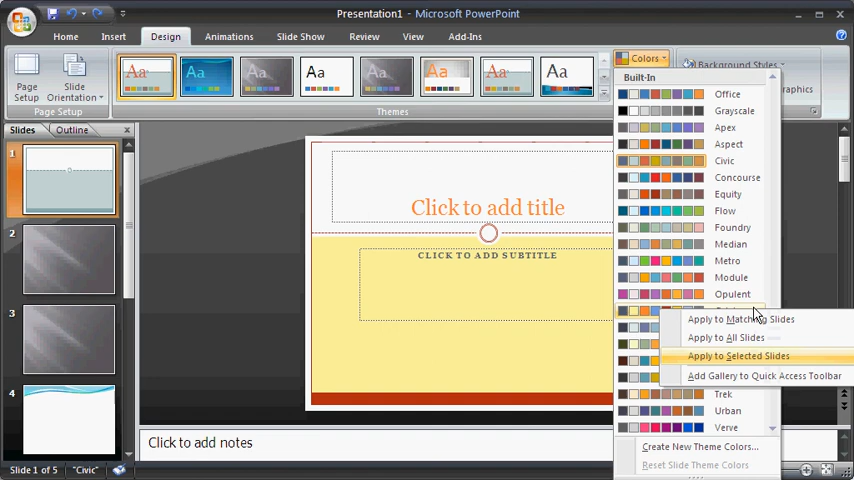 Presentation1 - Microsoft PowerPoint
Home Insert Design Animations Slide Show Review View Add-Ins
Page Setup
Slide Orientation
Page Setup
Aa Aa Aa Aa Aa Aa Aa Aa
Themes
Colors
Background Styles
Built-In
Office
Grayscale
Apex
Aspect
Civic
Concourse
Equity
Flow
Foundry
Median
Metro
Module
Opulent
Apply to Matching Slides
Apply to All Slides
Apply to Selected Slides
Add Gallery to Quick Access Toolbar
Trek
Urban
Verve
Create New Theme Colors...
Reset Slide Theme Colors
Slides Outline
1
2
3
4
Click to add title
CLICK TO ADD SUBTITLE
Click to add notes
Slide 1 of 5 "Civic"